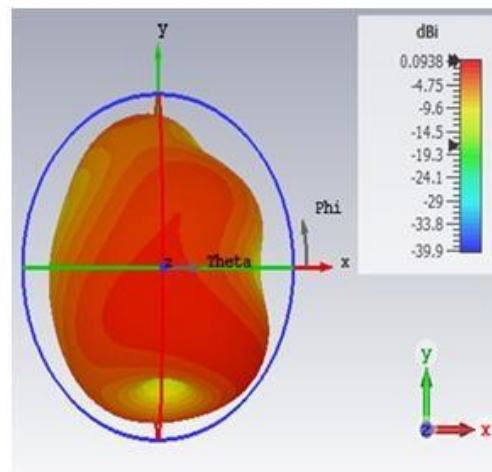 y
dBi
0.0938
-4.75
-9.6
-14.5
-19.3
-24.1
-29
-33.8
-39.9
Phi
z
Theta
x
y
z
x